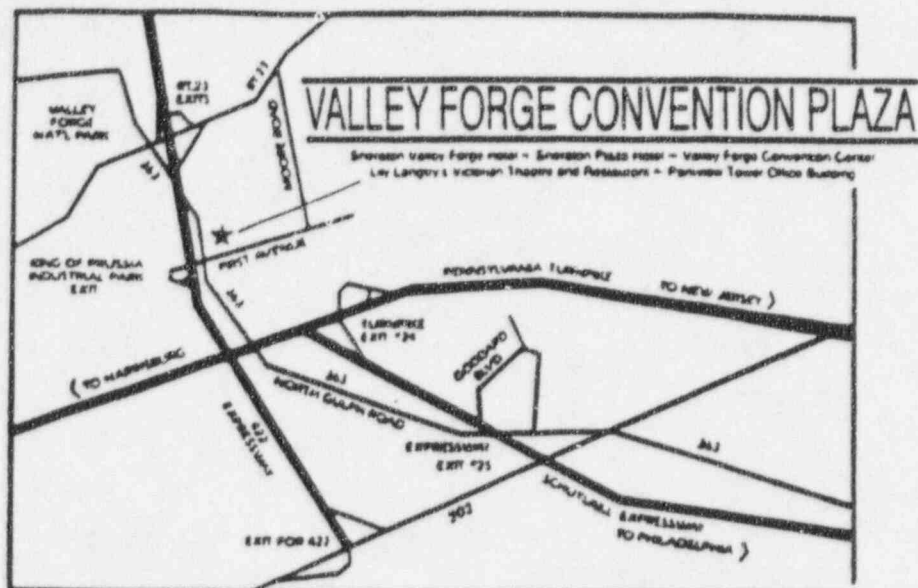 RT. 23
EXITS
RT. 23
VALLEY FORGE CONVENTION PLAZA
VALLEY
FORGE
NAT'L PARK
MOORE ROAD
Sheraton Valley Forge Hotel - Sheraton Plaza Hotel - Valley Forge Convention Center
Lily Langtry's Victorian Theatre and Restaurant - Parkview Tower Office Building
363
FIRST AVENUE
KING OF PRUSSIA
INDUSTRIAL PARK
EXIT
363
PENNSYLVANIA TURNPIKE
TO NEW JERSEY )
TURNPIKE
EXIT #24
GODDARD
BLVD
( TO HARRISBURG
363
NORTH GULPH ROAD
422
EXPRESSWAY
EXPRESSWAY
EXIT #25
363
202
SCHUYLKILL EXPRESSWAY
TO PHILADELPHIA )
EXIT FOR 422